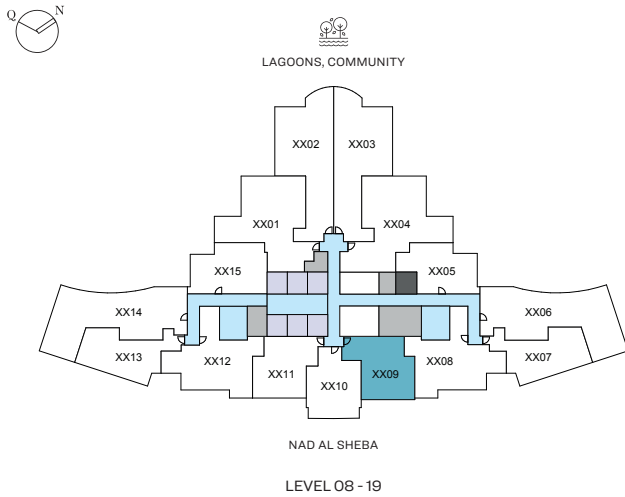 Q N
LAGOONS, COMMUNITY
XX02 XX03
XX01 XX04
XX15 XX05
XX14 XX06
XX13 XX12 XX11 XX10 XX09 XX08 XX07
NAD AL SHEBA
LEVEL 08 - 19